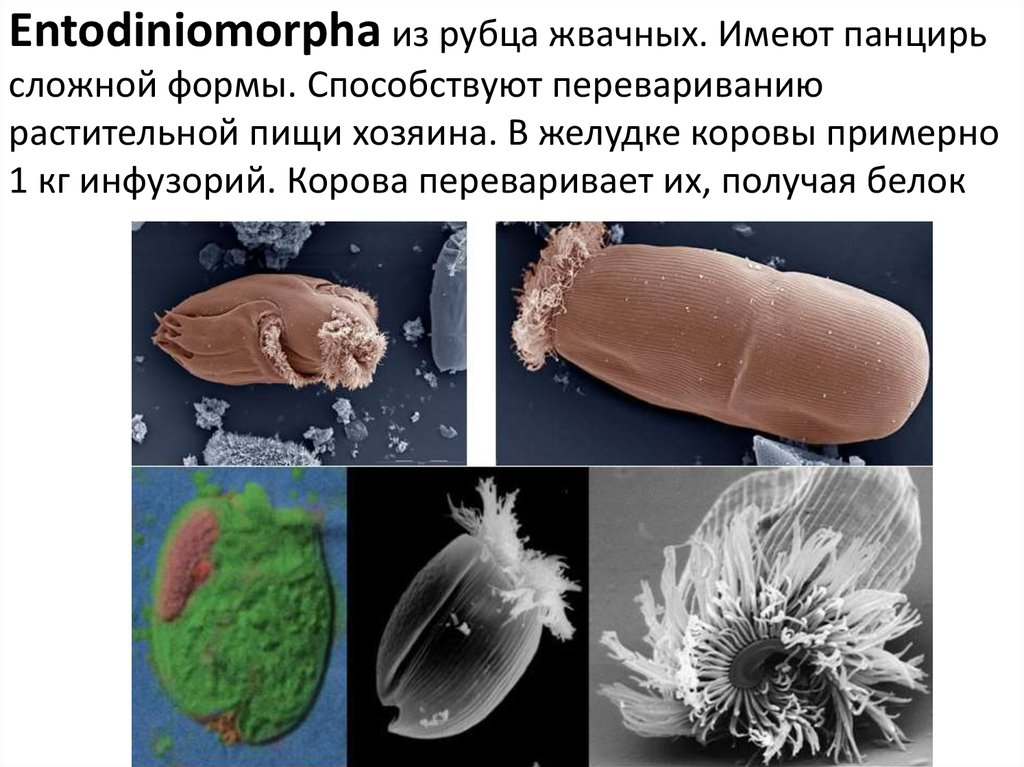 Entodiniomorpha из рубца жвачных. Имеют панцирь
сложной формы. Способствуют перевариванию
растительной пищи хозяина. В желудке коровы примерно
1 кг инфузорий. Корова переваривает их, получая белок